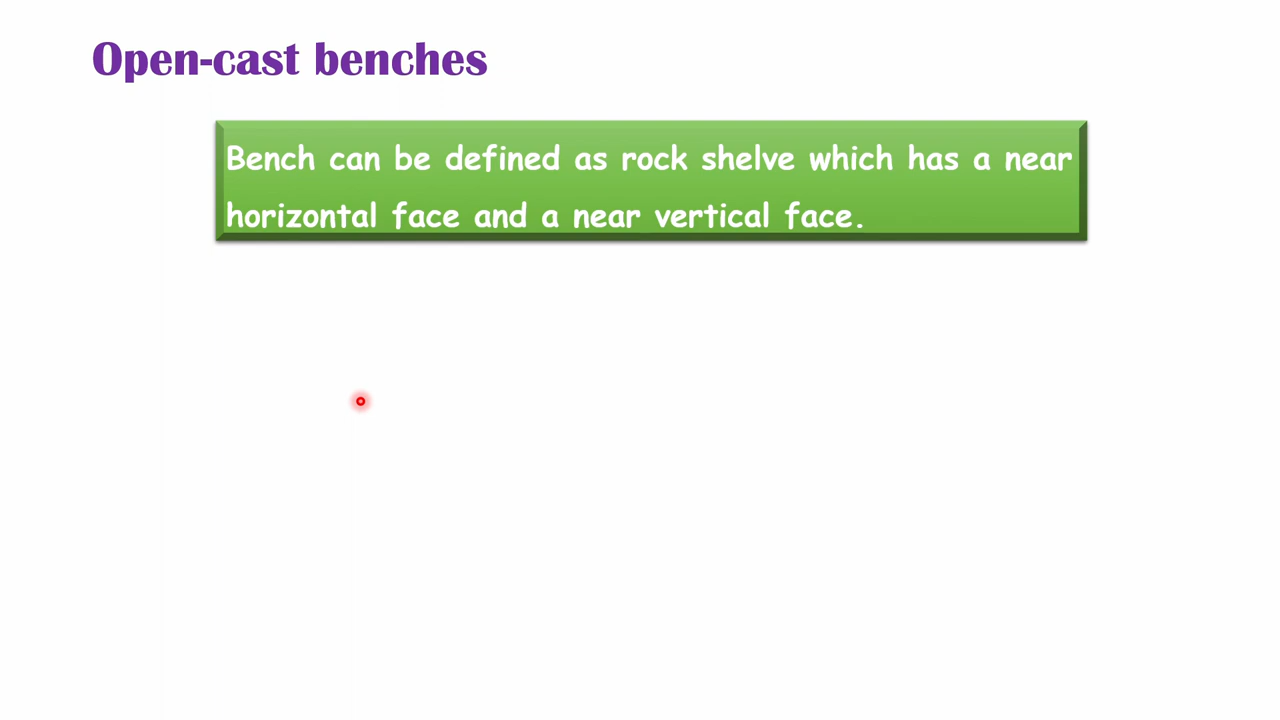 Open-cast benches
Bench can be defined as rock shelve which has a near
horizontal face and a near vertical face.